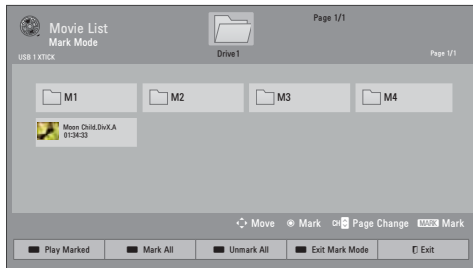 Movie List
Mark Mode
USB 1 XTICK
Drive1
Page 1/1
Page 1/1
M1
M2
M3
M4
Moon Child.DivX,A
01:34:33
Move
Mark
CH
Page Change
MARK
Mark
Play Marked
Mark All
Unmark All
Exit Mark Mode
Exit